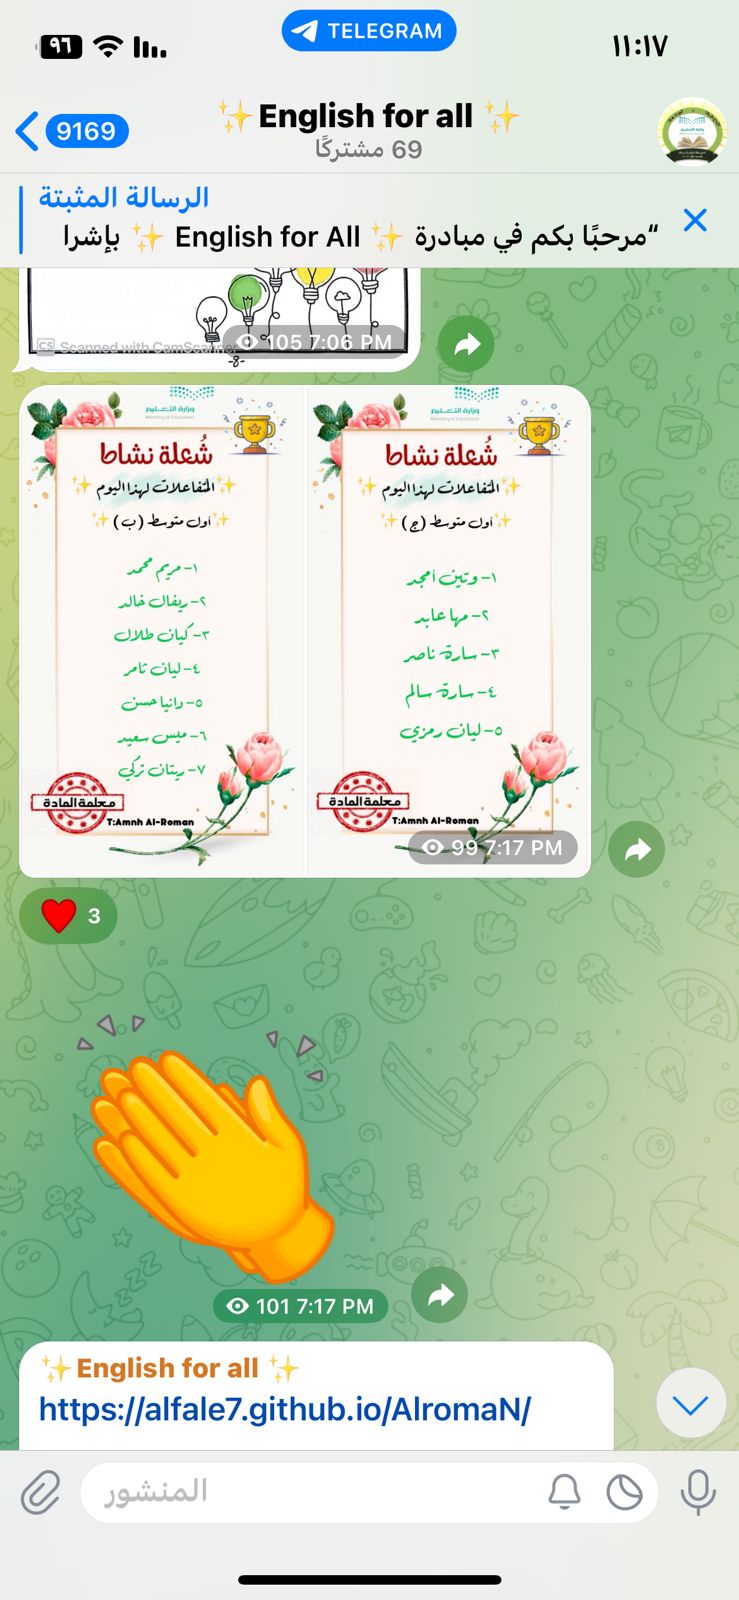 ٩٦
TELEGRAM
١١:١٧
9169
✨ English for all ✨
69 مشتركًا
الرسالة المثبتة
“مرحبًا بكم في مبادرة ✨ English for All ✨ بإشرا
CS Scanned with CamScanner
105 7:06 PM
-8-
وزارة التعليم
Ministry of Education
شُعلة نشاط
✨ المتفاعلات لهذا اليوم ✨
✨ أول متوسط (ب) ✨
١- مريم محمد
٢- ريفال خالد
٣- كيان طلال
٤- ليان ثامر
٥- دانيا حسن
٦- ميس سعيد
٧- ريتان تركي
معلمة المادة
T:Amnh Al-Roman
وزارة التعليم
Ministry of Education
شُعلة نشاط
✨ المتفاعلات لهذا اليوم ✨
✨ أول متوسط (ج) ✨
١- وتين أمجد
٢- مها عابد
٣- سارة ناصر
٤- سارة سالم
٥- ليان رمزي
معلمة المادة
T:Amnh Al-Roman
99 7:17 PM
3
101 7:17 PM
✨ English for all ✨
https://alfale7.github.io/AlromaN/
المنشور